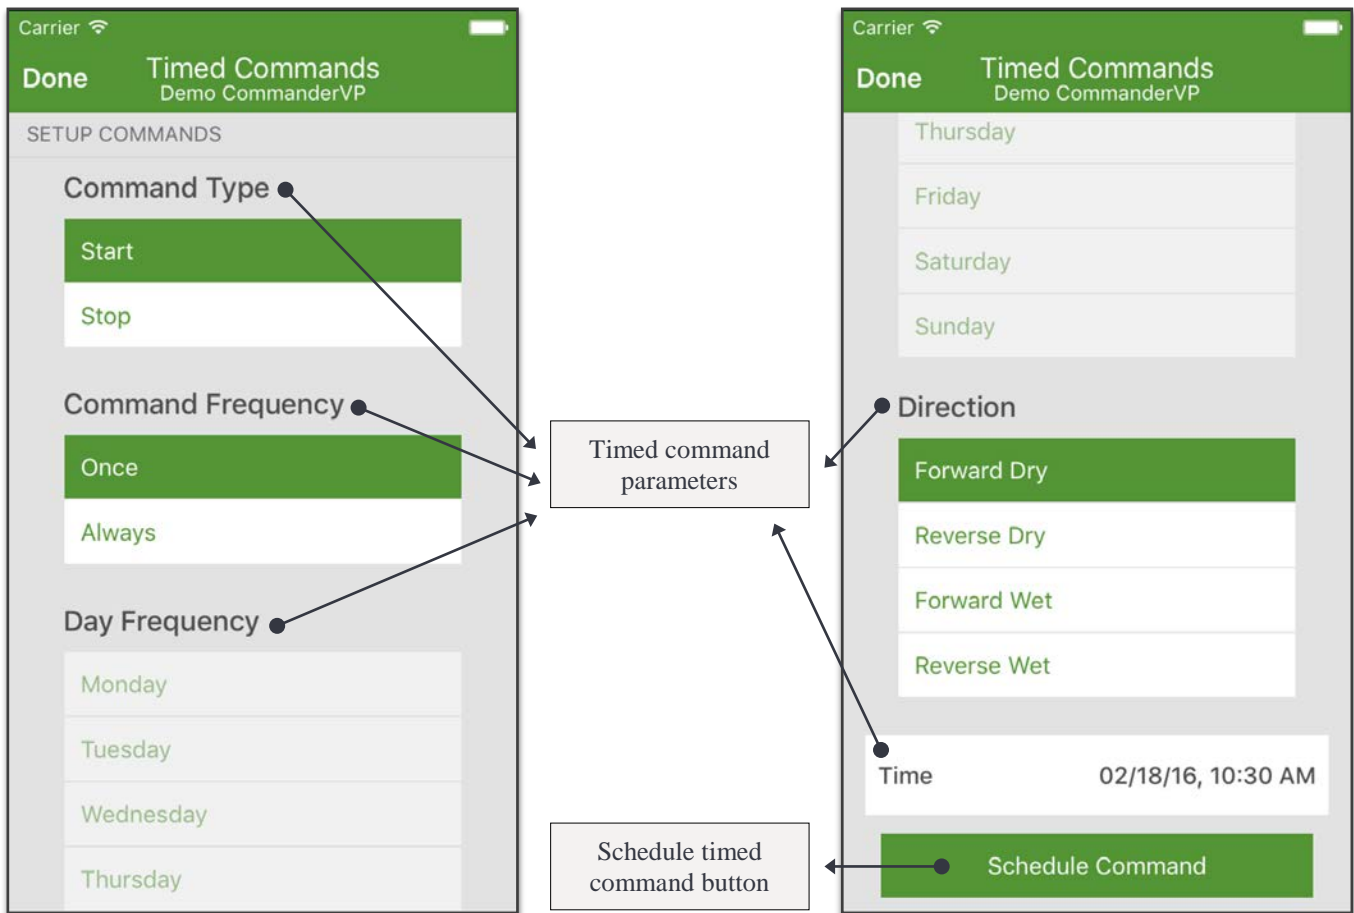 Carrier
Done
Timed Commands
Demo CommanderVP
SETUP COMMANDS
Command Type
Start
Stop
Command Frequency
Once
Always
Day Frequency
Monday
Tuesday
Wednesday
Thursday
Timed command
parameters
Schedule timed
command button
Carrier
Done
Timed Commands
Demo CommanderVP
Thursday
Friday
Saturday
Sunday
Direction
Forward Dry
Reverse Dry
Forward Wet
Reverse Wet
Time 02/18/16, 10:30 AM
Schedule Command